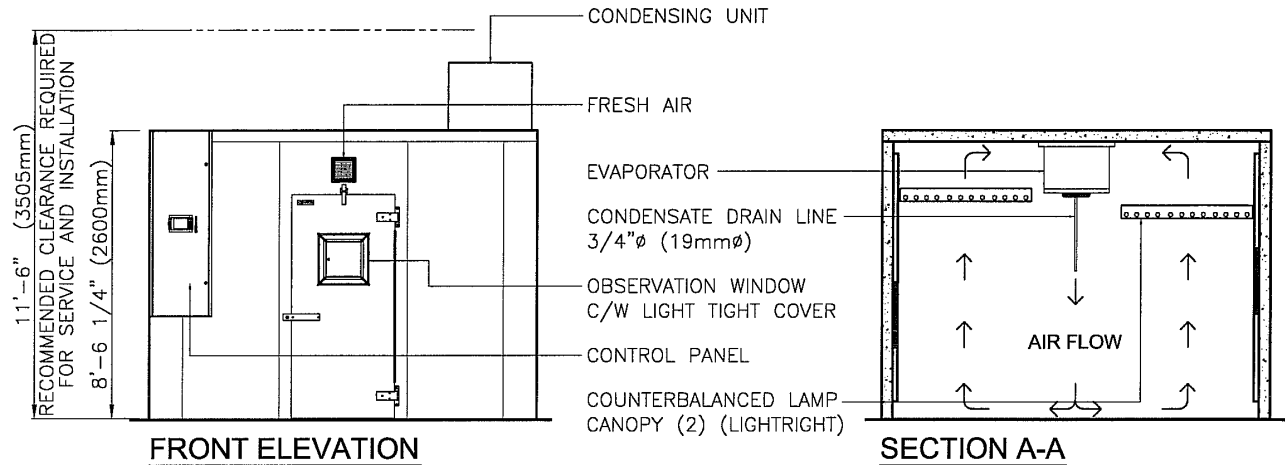 CONDENSING UNIT
FRESH AIR
EVAPORATOR
CONDENSATE DRAIN LINE
3/4"ø (19mmø)
OBSERVATION WINDOW
C/W LIGHT TIGHT COVER
CONTROL PANEL
COUNTERBALANCED LAMP
CANOPY (2) (LIGHTRIGHT)
11'-6" (3505mm)
RECOMMENDED CLEARANCE REQUIRED
FOR SERVICE AND INSTALLATION
8'-6 1/4" (2600mm)
AIR FLOW
FRONT ELEVATION
SECTION A-A